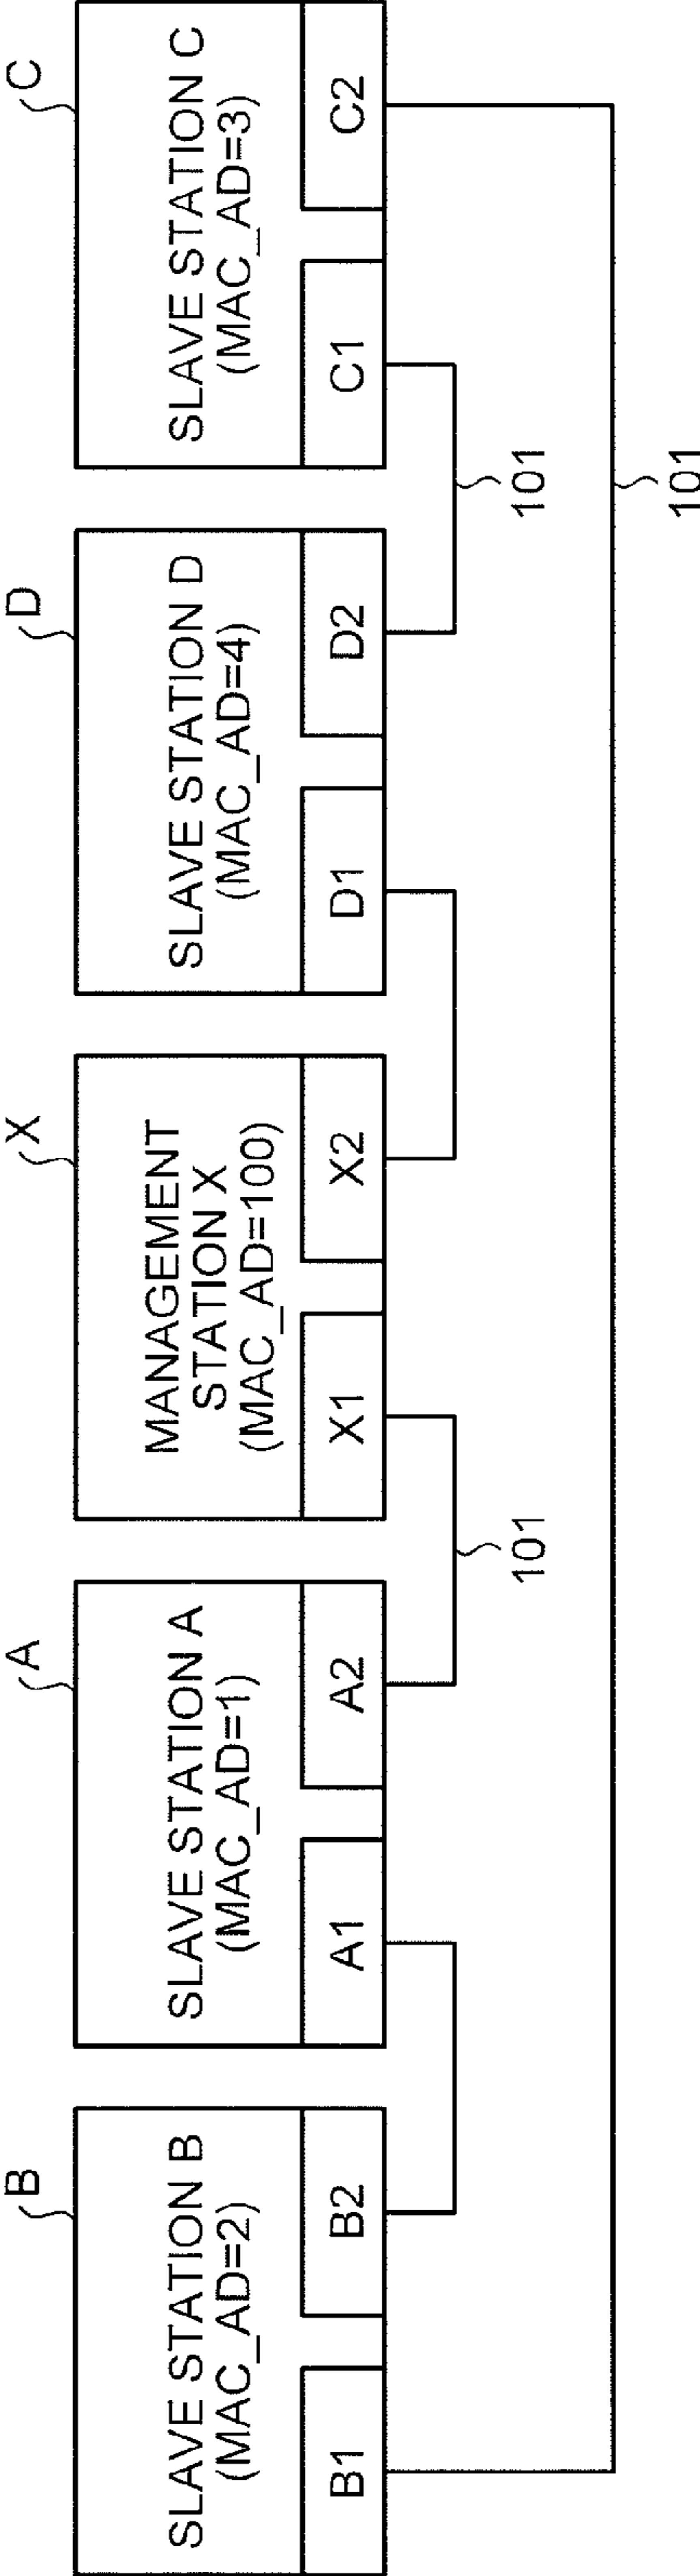 B
A
X
D
C
SLAVE STATION B
(MAC_AD=2)
SLAVE STATION A
(MAC_AD=1)
MANAGEMENT
STATION X
(MAC_AD=100)
SLAVE STATION D
(MAC_AD=4)
SLAVE STATION C
(MAC_AD=3)
B1
B2
A1
A2
X1
X2
D1
D2
C1
C2
101
101
101